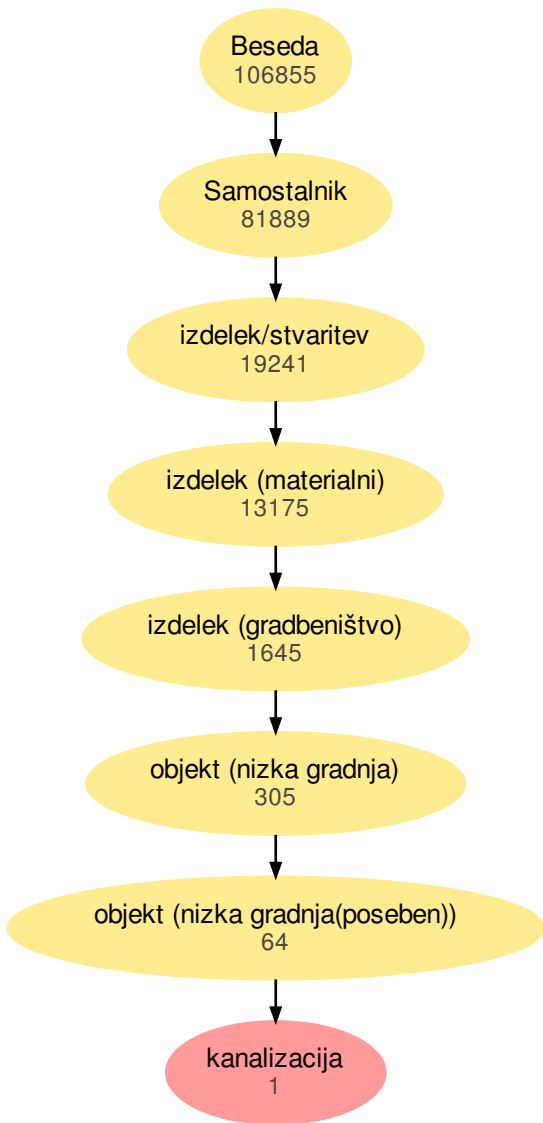 Beseda
106855
Samostalnik
81889
izdelek/stvaritev
19241
izdelek (materialni)
13175
izdelek (gradbeništvo)
1645
objekt (nizka gradnja)
305
objekt (nizka gradnja(poseben))
64
kanalizacija
1